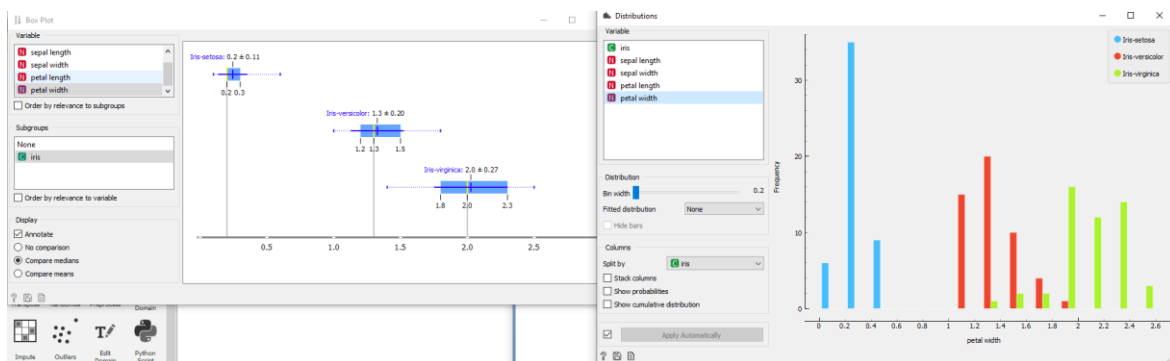 Box Plot
Variable
N sepal length
N sepal width
N petal length
N petal width
Order by relevance to subgroups
Subgroups
None
C iris
Order by relevance to variable
Display
Annotate
No comparison
Compare medians
Compare means
Iris-setosa: 0.2 ± 0.11
0.2 0.3
Iris-versicolor: 1.3 ± 0.20
1.2 1.3 1.5
Iris-virginica: 2.0 ± 0.27
1.8 2.0 2.3
0.5 1.0 1.5 2.0 2.5
Domain
Impute Outliers Edit Domain Python Script
Distributions
Variable
C iris
N sepal length
N sepal width
N petal length
N petal width
Distribution
Bin width 0.2
Fitted distribution None
Hide bars
Columns
Split by C iris
Stack columns
Show probabilities
Show cumulative distribution
Apply Automatically
Iris-setosa
Iris-versicolor
Iris-virginica
Frequency
30
20
10
0
0 0.2 0.4 0.6 0.8 1 1.2 1.4 1.6 1.8 2 2.2 2.4 2.6
petal width